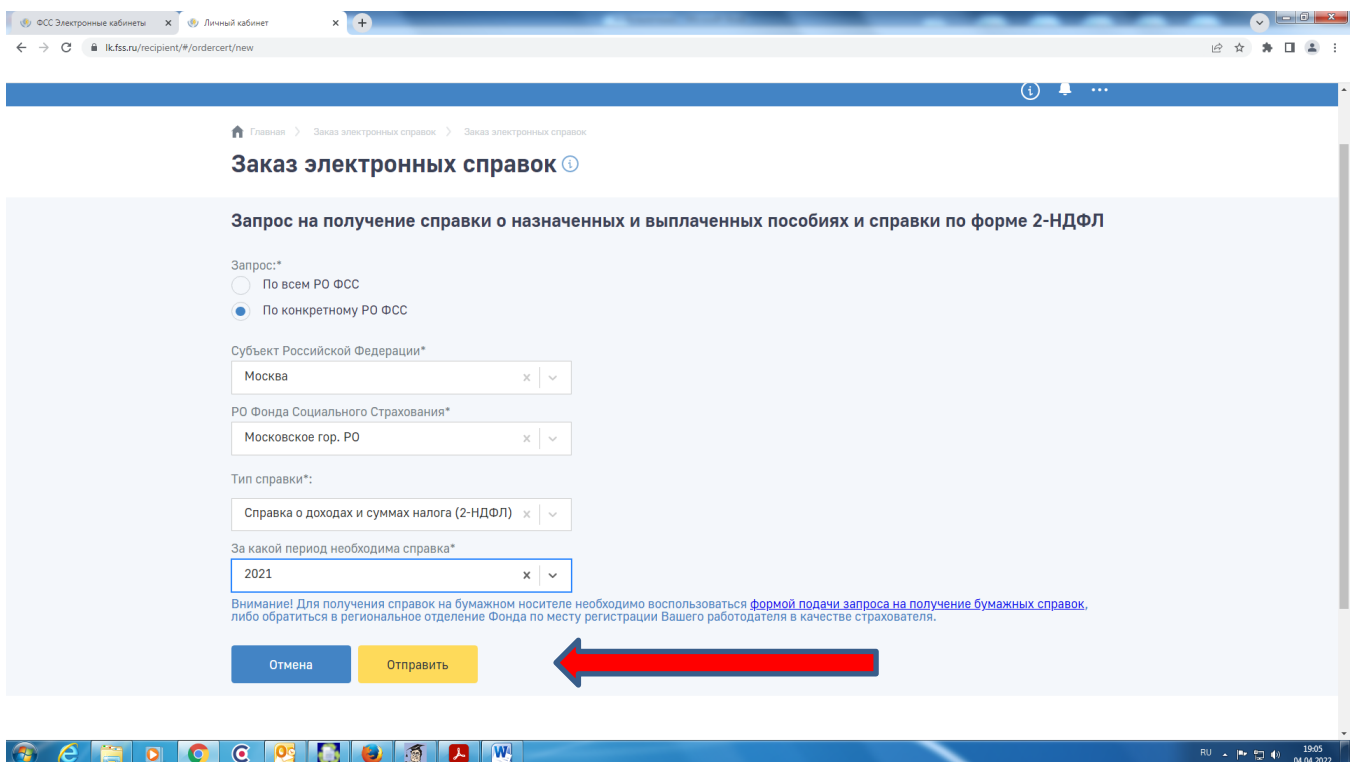 ФСС Электронные кабинеты
Личный кабинет
lk.fss.ru/recipient/#/ordercert/new
Главная
Заказ электронных справок
Заказ электронных справок
Заказ электронных справок
Запрос на получение справки о назначенных и выплаченных пособиях и справки по форме 2-НДФЛ
Запрос:*
По всем РО ФСС
По конкретному РО ФСС
Субъект Российской Федерации*
Москва
РО Фонда Социального Страхования*
Московское гор. РО
Тип справки*:
Справка о доходах и суммах налога (2-НДФЛ)
За какой период необходима справка*
2021
Внимание! Для получения справок на бумажном носителе необходимо воспользоваться формой подачи запроса на получение бумажных справок,
либо обратиться в региональное отделение Фонда по месту регистрации Вашего работодателя в качестве страхователя.
Отмена
Отправить
RU
19:05
04.04.2022